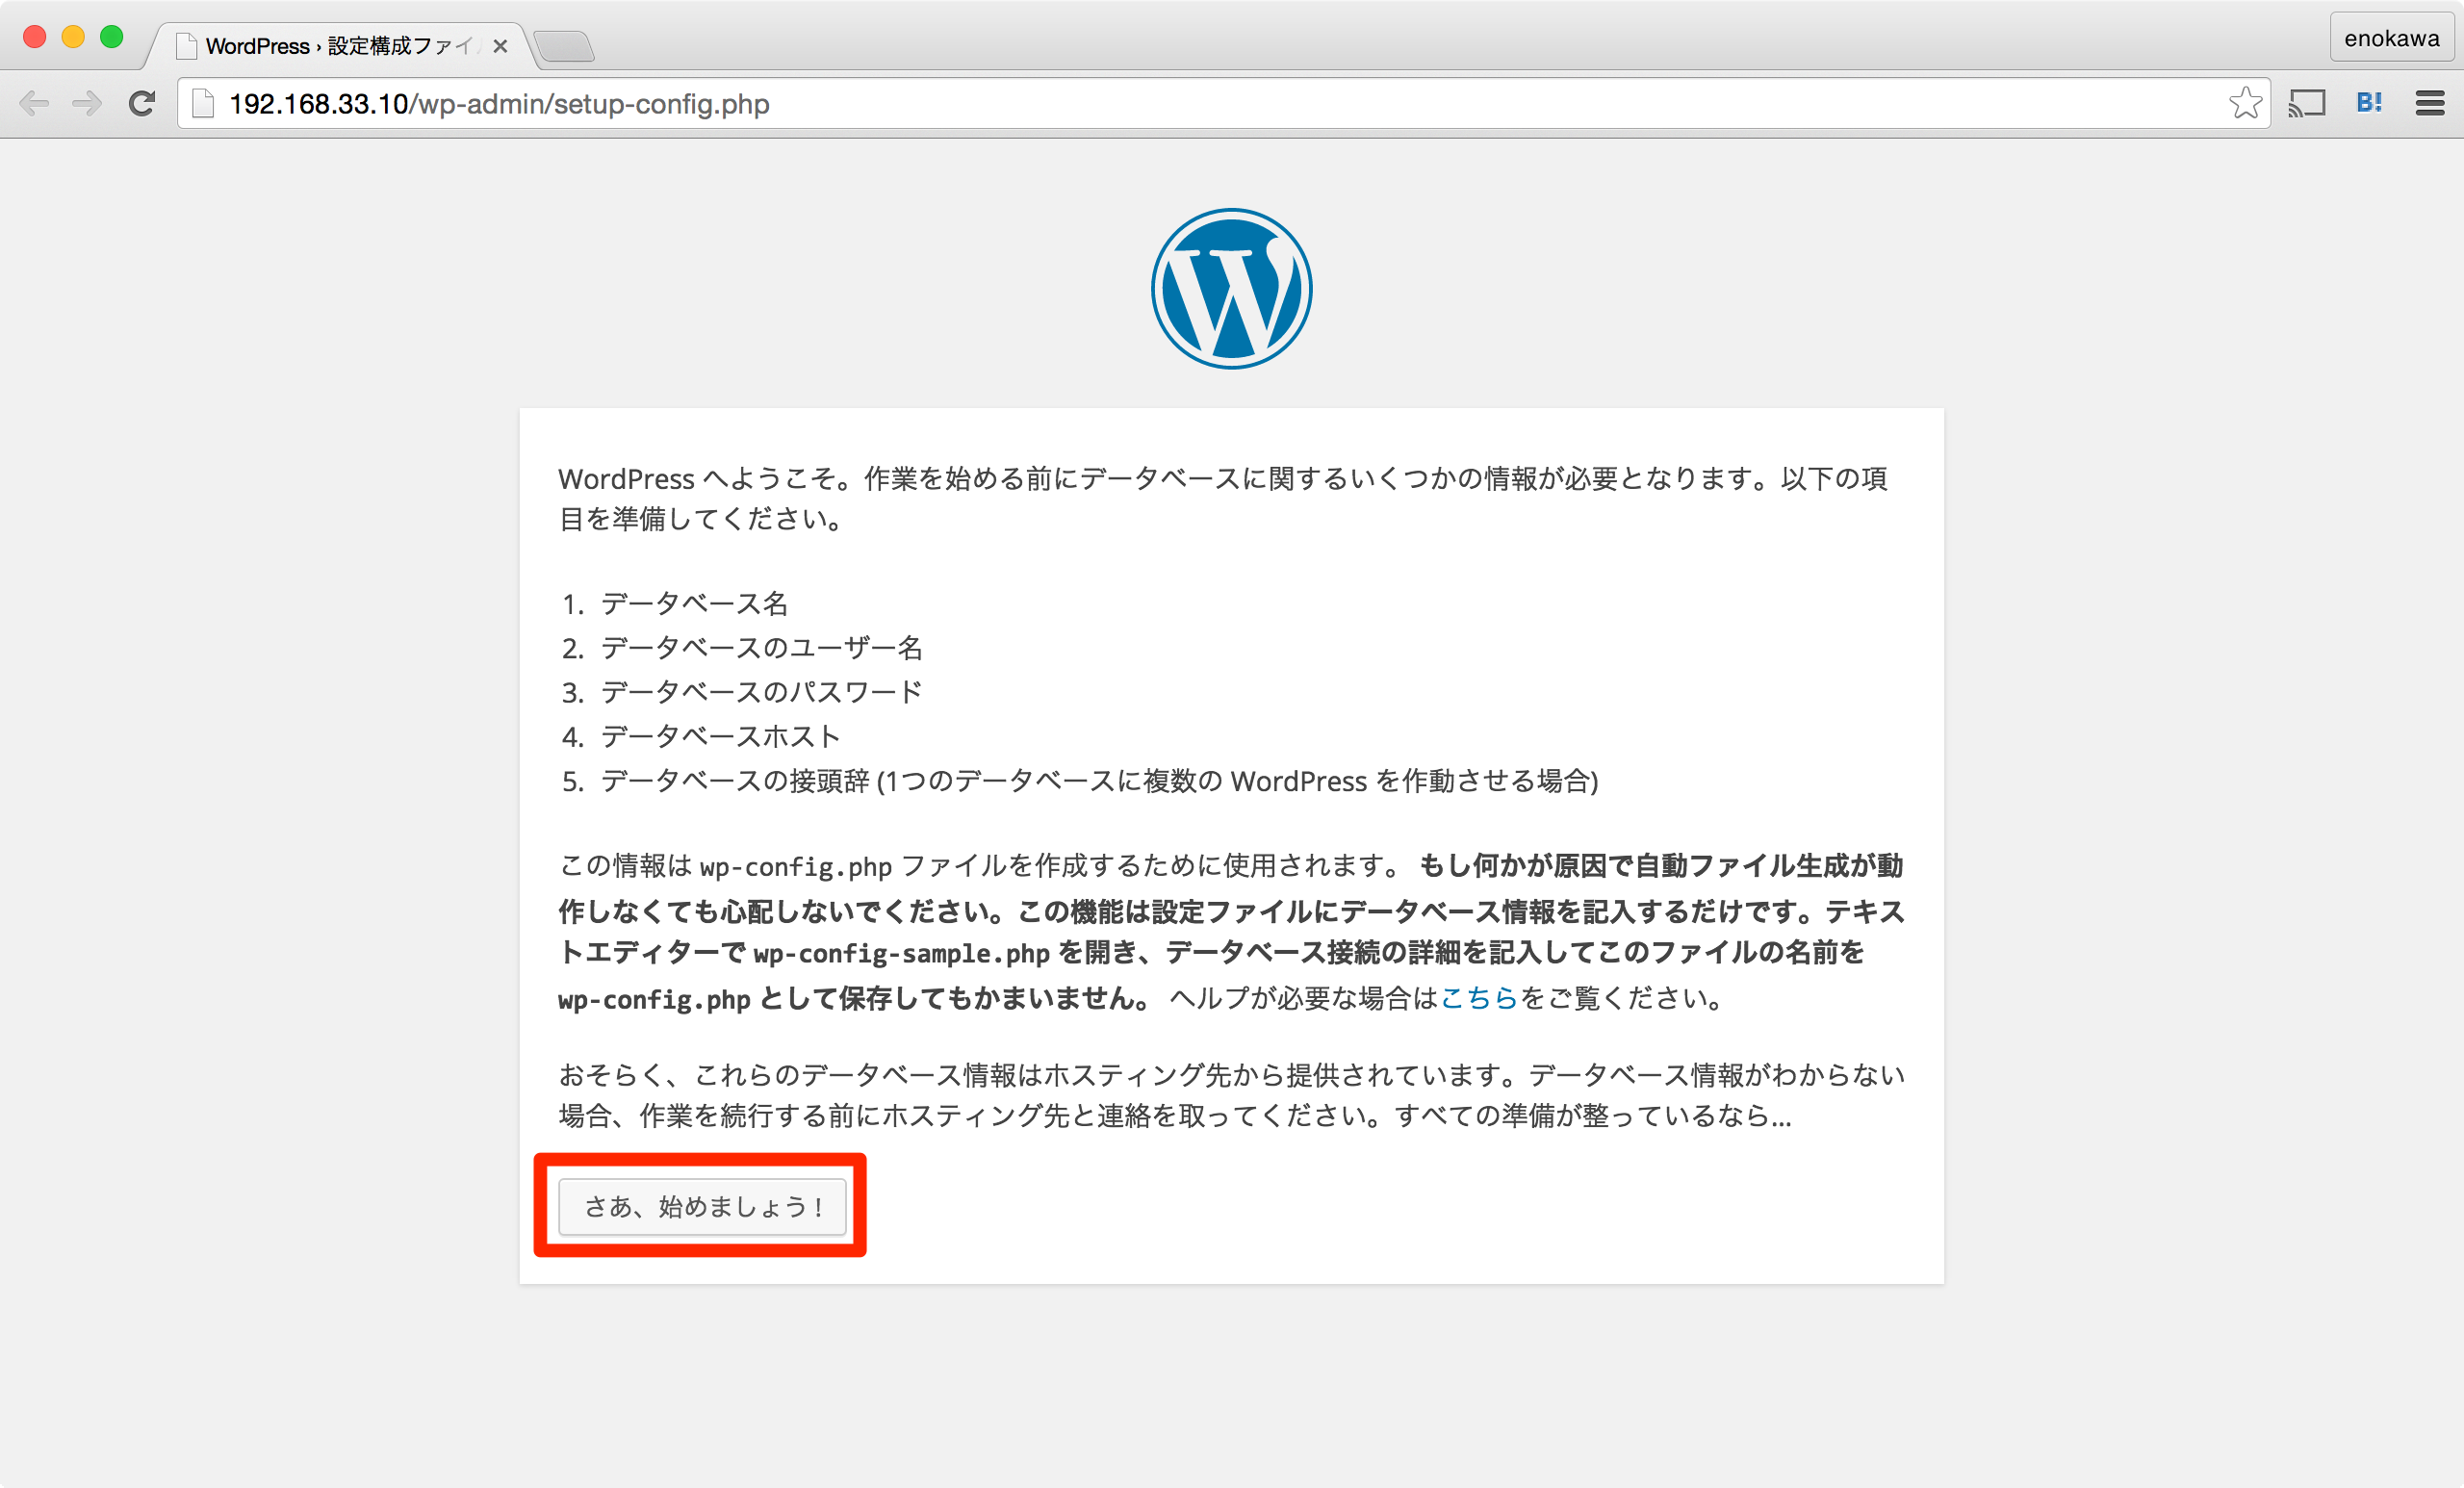 WordPress › 設定構成ファイ
enokawa
192.168.33.10/wp-admin/setup-config.php
B!
WordPress へようこそ。作業を始める前にデータベースに関するいくつかの情報が必要となります。以下の項
目を準備してください。
1. データベース名
2. データベースのユーザー名
3. データベースのパスワード
4. データベースホスト
5. データベースの接頭辞 (1つのデータベースに複数の WordPress を作動させる場合)
この情報は wp-config.php ファイルを作成するために使用されます。 もし何かが原因で自動ファイル生成が動
作しなくても心配しないでください。この機能は設定ファイルにデータベース情報を記入するだけです。テキス
トエディターで wp-config-sample.php を開き、データベース接続の詳細を記入してこのファイルの名前を
wp-config.php として保存してもかまいません。 ヘルプが必要な場合はこちらをご覧ください。
おそらく、これらのデータベース情報はホスティング先から提供されています。データベース情報がわからない
場合、作業を続行する前にホスティング先と連絡を取ってください。すべての準備が整っているなら…
さあ、始めましょう !